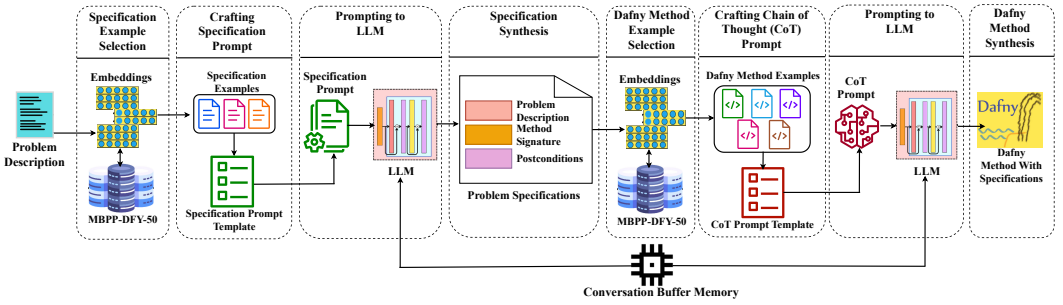 Specification
Example
Selection
Crafting
Specification
Prompt
Prompting to
LLM
Specification
Synthesis
Dafny Method
Example
Selection
Crafting Chain
of Thought (CoT)
Prompt
Prompting to
LLM
Dafny
Method
Synthesis
Problem
Description
Embeddings
MBPP-DFY-50
Specification
Examples
Specification Prompt
Template
Specification
Prompt
LLM
Problem
Description
Method
Signature
Postconditions
Problem Specifications
Embeddings
MBPP-DFY-50
Dafny Method Examples
</>
</>
</>
</>
</>
CoT Prompt Template
CoT
Prompt
LLM
Dafny
Dafny
Method With
Specifications
Conversation Buffer Memory